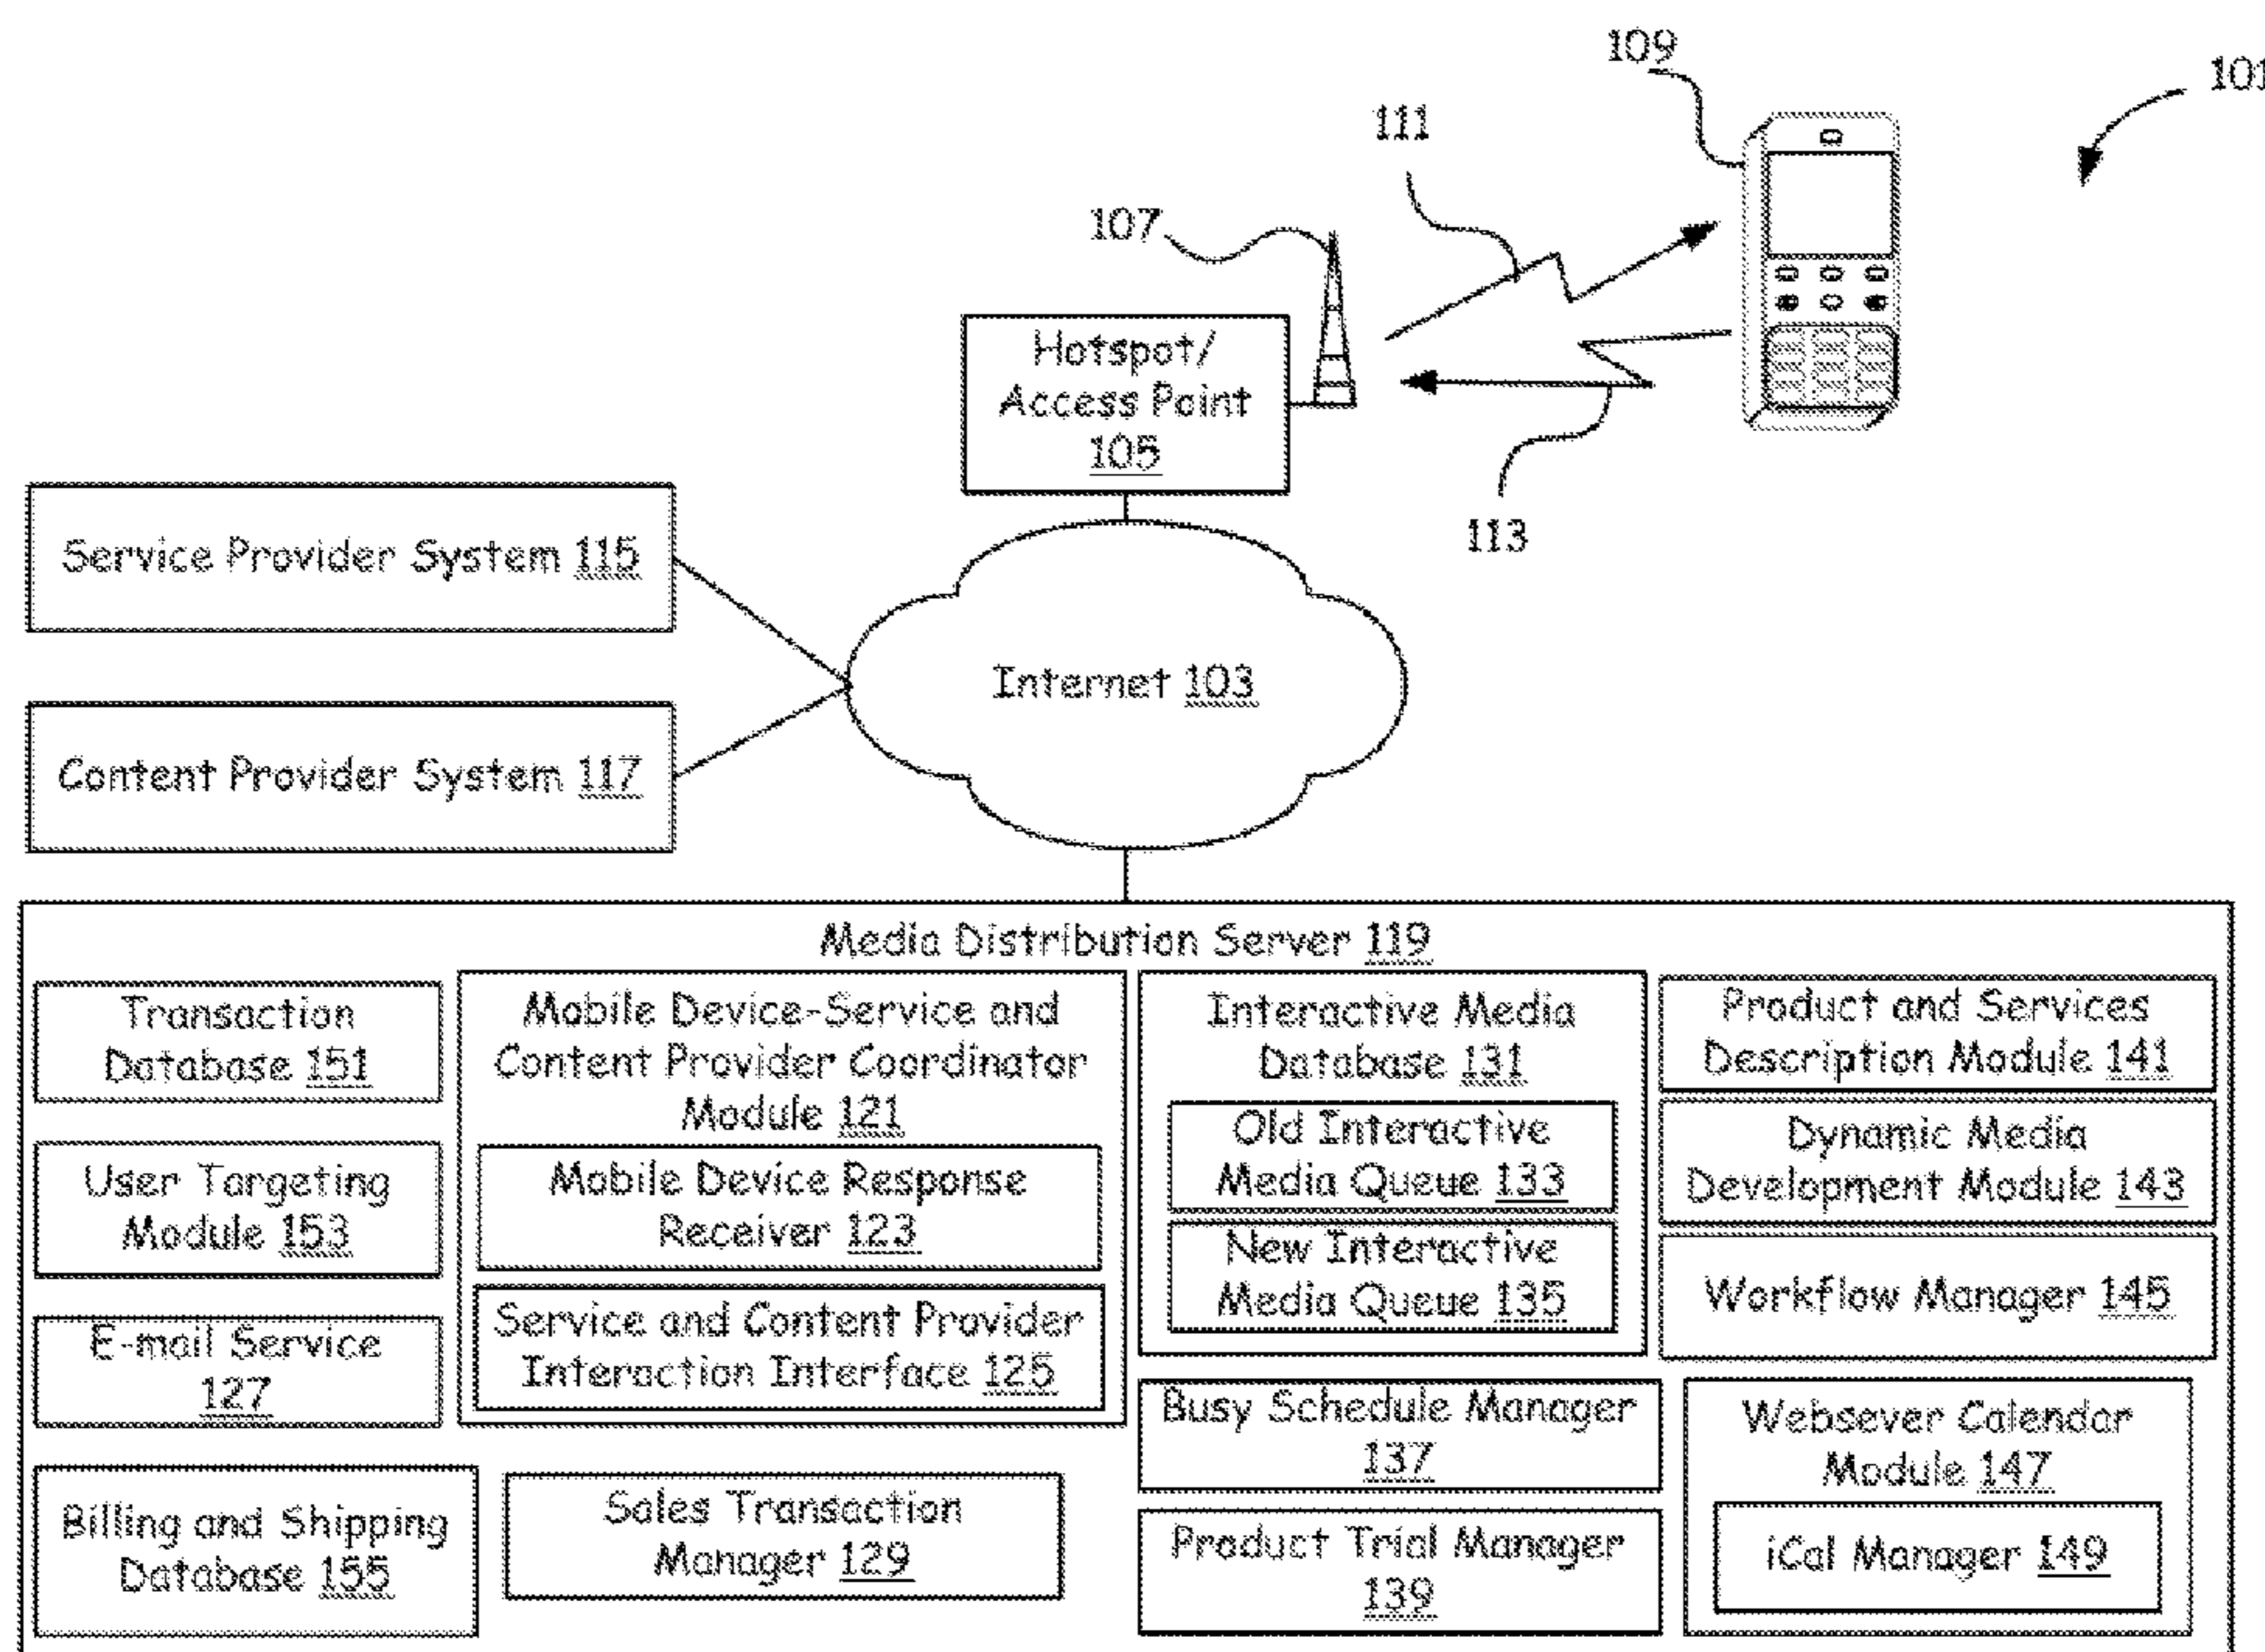 109
101
111
107
Hotspot/
Access Point
105
113
Service Provider System 115
Internet 103
Content Provider System 117
Media Distribution Server 119
Transaction
Database 151
User Targeting
Module 153
E-mail Service
127
Billing and Shipping
Database 155
Mobile Device-Service and
Content Provider Coordinator
Module 121
Mobile Device Response
Receiver 123
Service and Content Provider
Interaction Interface 125
Sales Transaction
Manager 129
Interactive Media
Database 131
Old Interactive
Media Queue 133
New Interactive
Media Queue 135
Busy Schedule Manager
137
Product Trial Manager
139
Product and Services
Description Module 141
Dynamic Media
Development Module 143
Workflow Manager 145
Websever Calendar
Module 147
iCal Manager 149